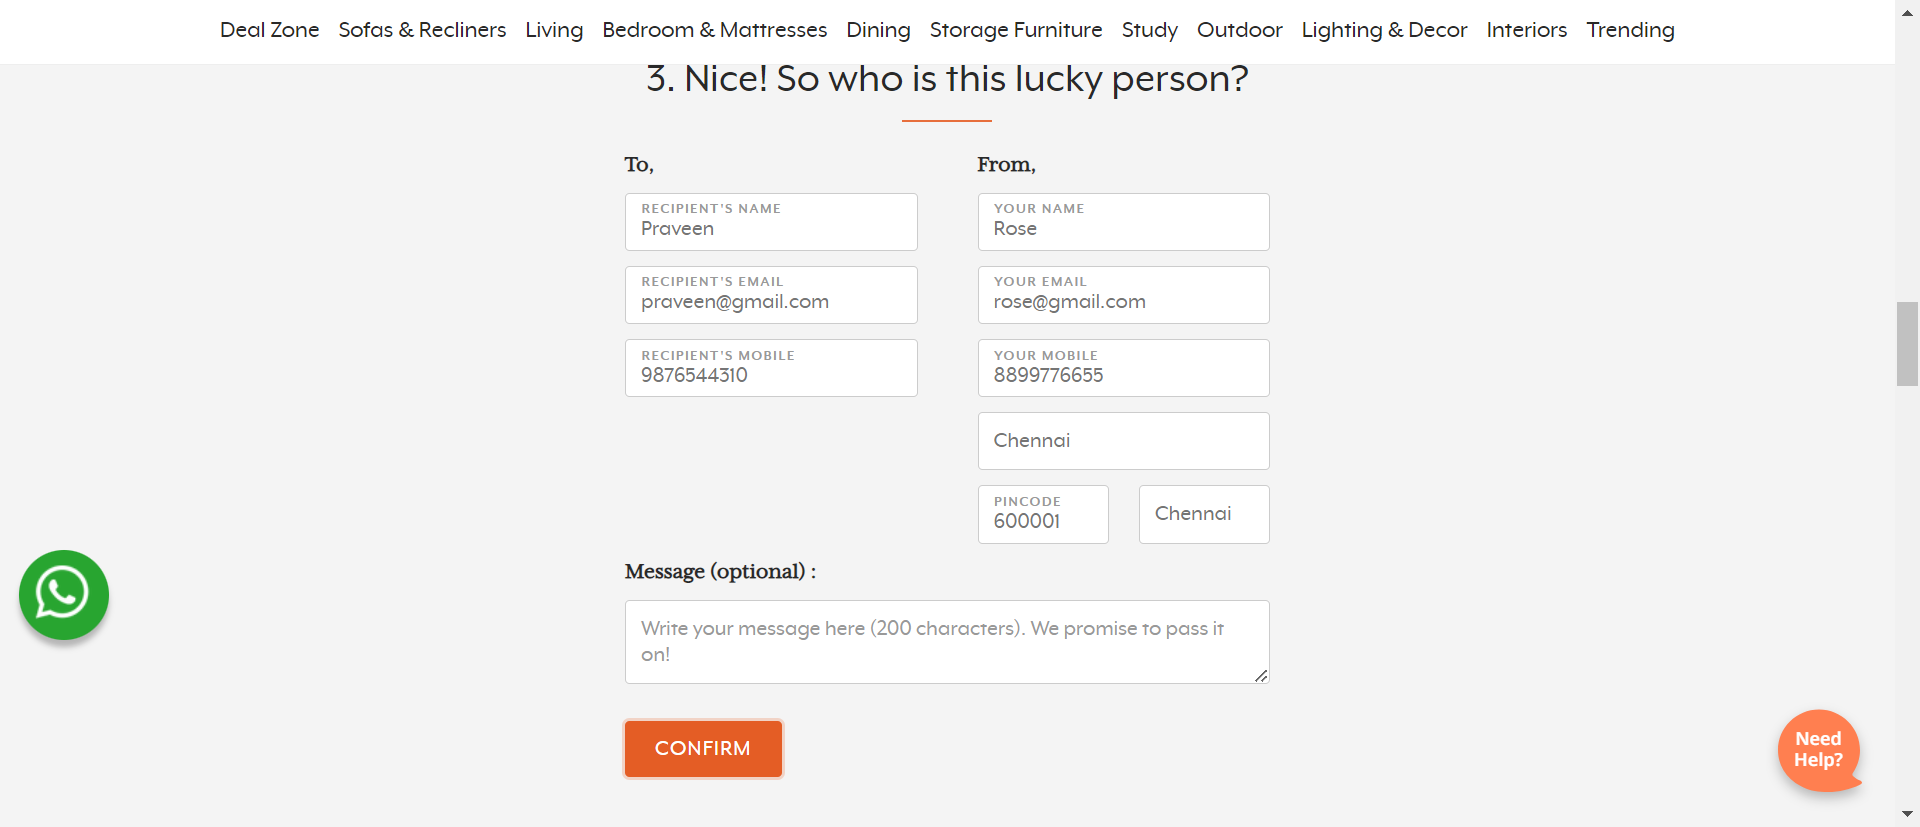 Deal Zone Sofas & Recliners Living Bedroom & Mattresses Dining Storage Furniture Study Outdoor Lighting & Decor Interiors Trending
3. Nice! So who is this lucky person?
To,
RECIPIENT'S NAME
Praveen
RECIPIENT'S EMAIL
praveen@gmail.com
RECIPIENT'S MOBILE
9876544310
From,
YOUR NAME
Rose
YOUR EMAIL
rose@gmail.com
YOUR MOBILE
8899776655
Chennai
PINCODE
600001
Chennai
Message (optional) :
Write your message here (200 characters). We promise to pass it
on!
CONFIRM
Need
Help?